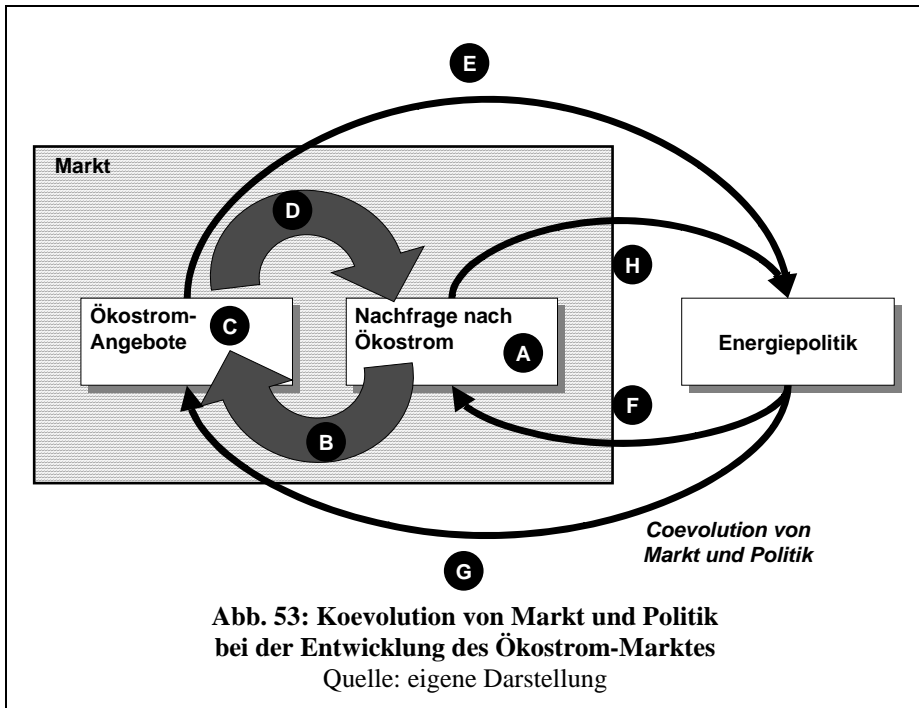 E
Markt
D
H
Ökostrom-
Angebote
C
Nachfrage nach
Ökostrom
A
Energiepolitik
F
B
Coevolution von
Markt und Politik
G
Abb. 53: Koevolution von Markt und Politik
bei der Entwicklung des Ökostrom-Marktes
Quelle: eigene Darstellung